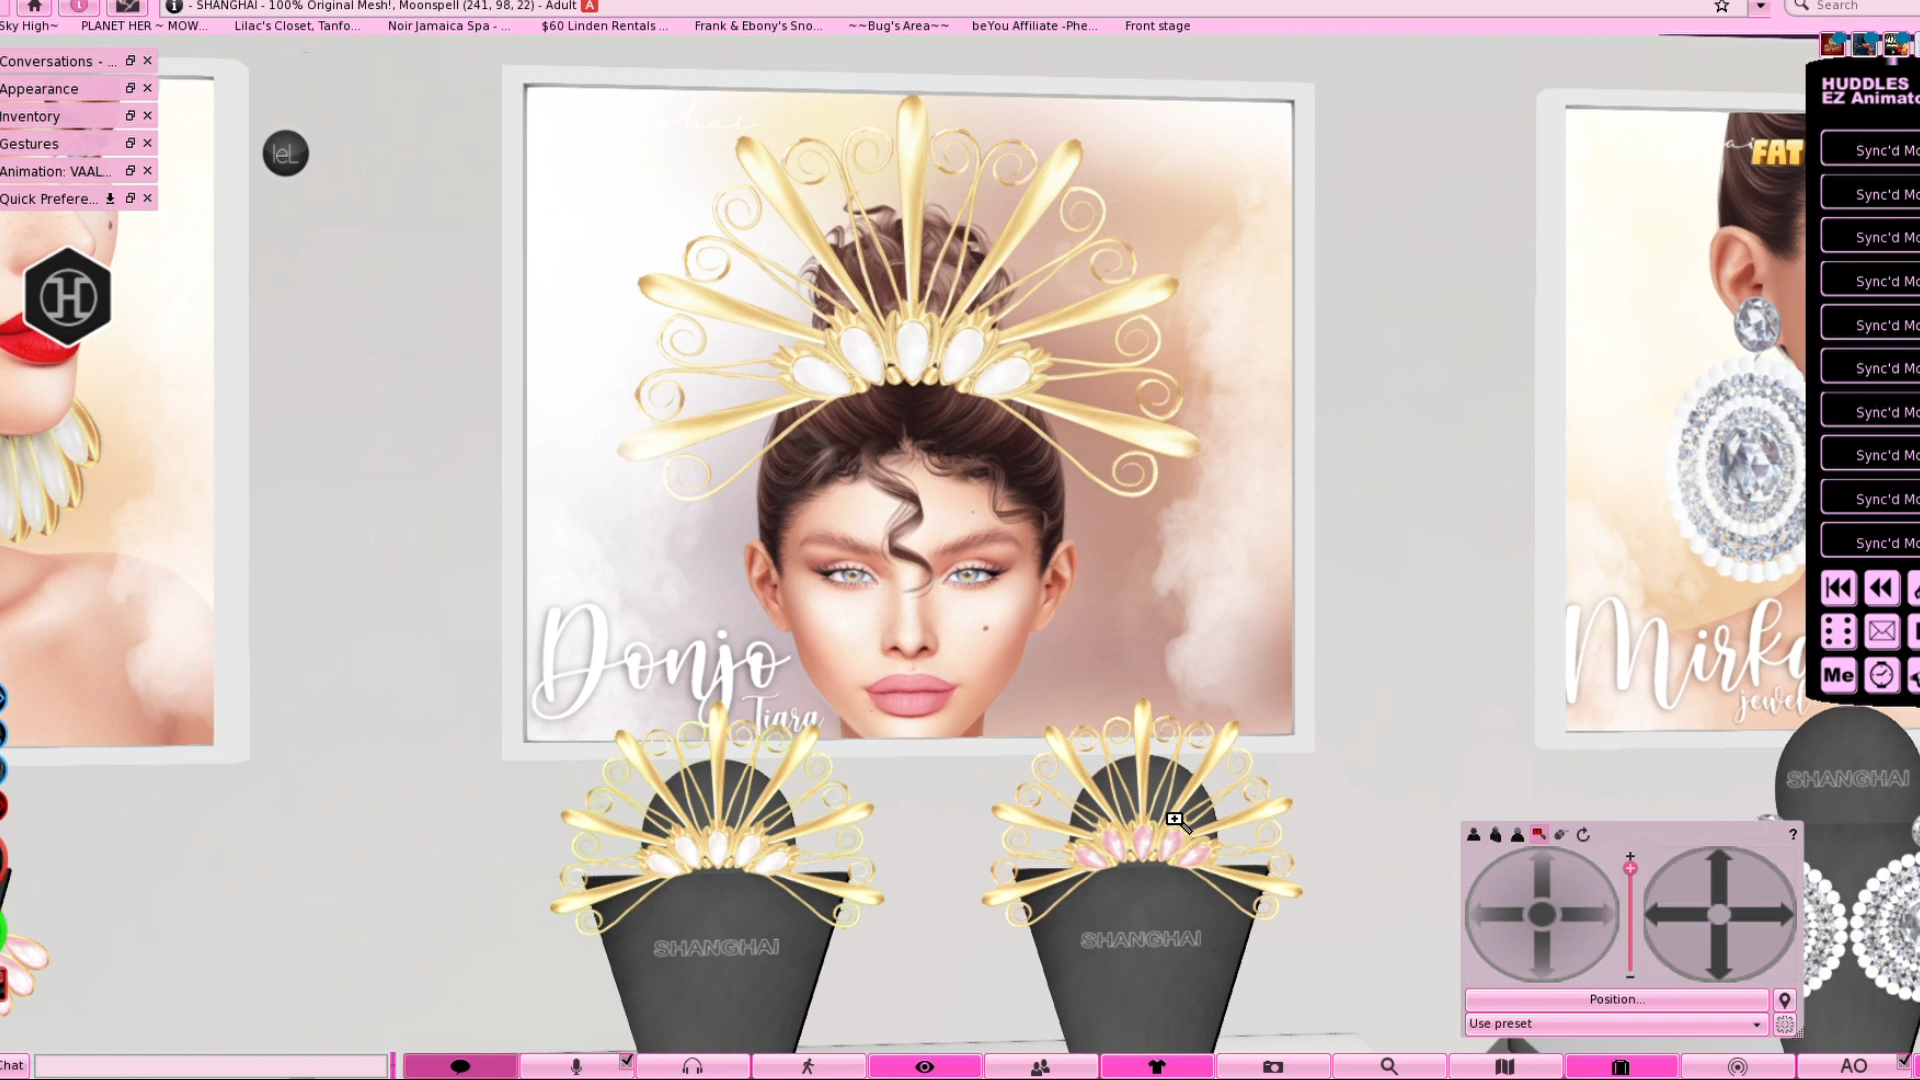 - SHANGHAI - 100% Original Mesh!, Moonspell (241, 98, 22) - Adult A
Search
Sky High~ PLANET HER ~ MOW... Lilac's Closet, Tanfo... Noir Jamaica Spa - ... $60 Linden Rentals ... Frank & Ebony's Sno... ~~Bug's Area~~ beYou Affiliate -Phe... Front stage
Conversations - ...
Appearance
Inventory
Gestures
Animation: VAAL...
Quick Prefere...
leL
H
Donjo
Tiara
FAT
Mirka
jewel
HUDDLES
EZ Animato
Sync'd Mo
Sync'd Mo
Sync'd Mo
Sync'd Mo
Sync'd Mo
Sync'd Mo
Sync'd Mo
Sync'd Mo
Sync'd Mo
Sync'd Mo
Me
SHANGHAI
SHANGHAI
SHANGHAI
?
+
-
Position...
Use preset
Chat
AO